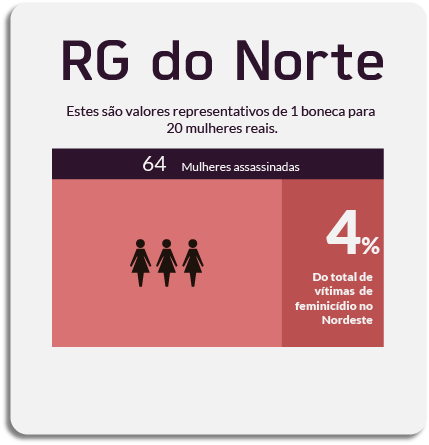 RG do Norte
Estes são valores representativos de 1 boneca para
20 mulheres reais.
64 Mulheres assassinadas
4%
Do total de
vítimas de
feminicídio no
Nordeste